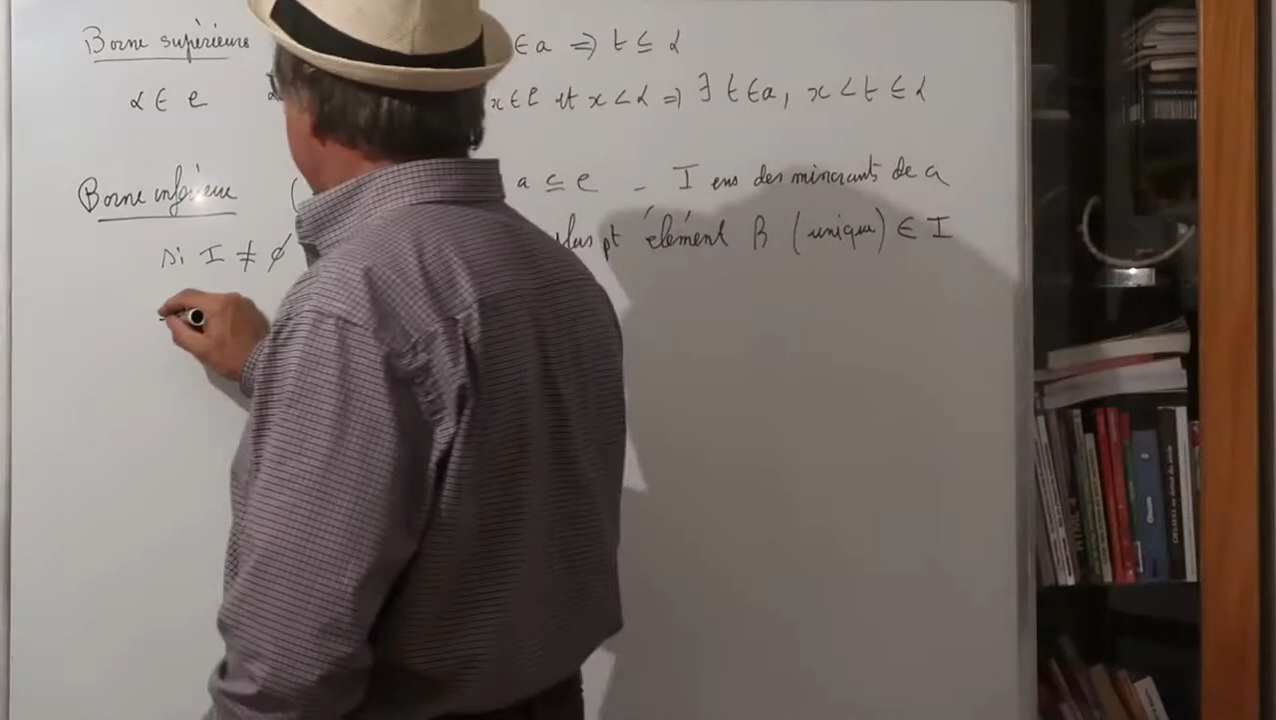 Borne supérieure ∈ a ⇒ t ≤ α
α ∈ e x ∈ e et x < α ⇒ ∃ t ∈ a, x < t ≤ α
Borne inférieure ( a ⊆ e - I ens des minorants de a
si I ≠ ∅ plus pt élément β (unique) ∈ I